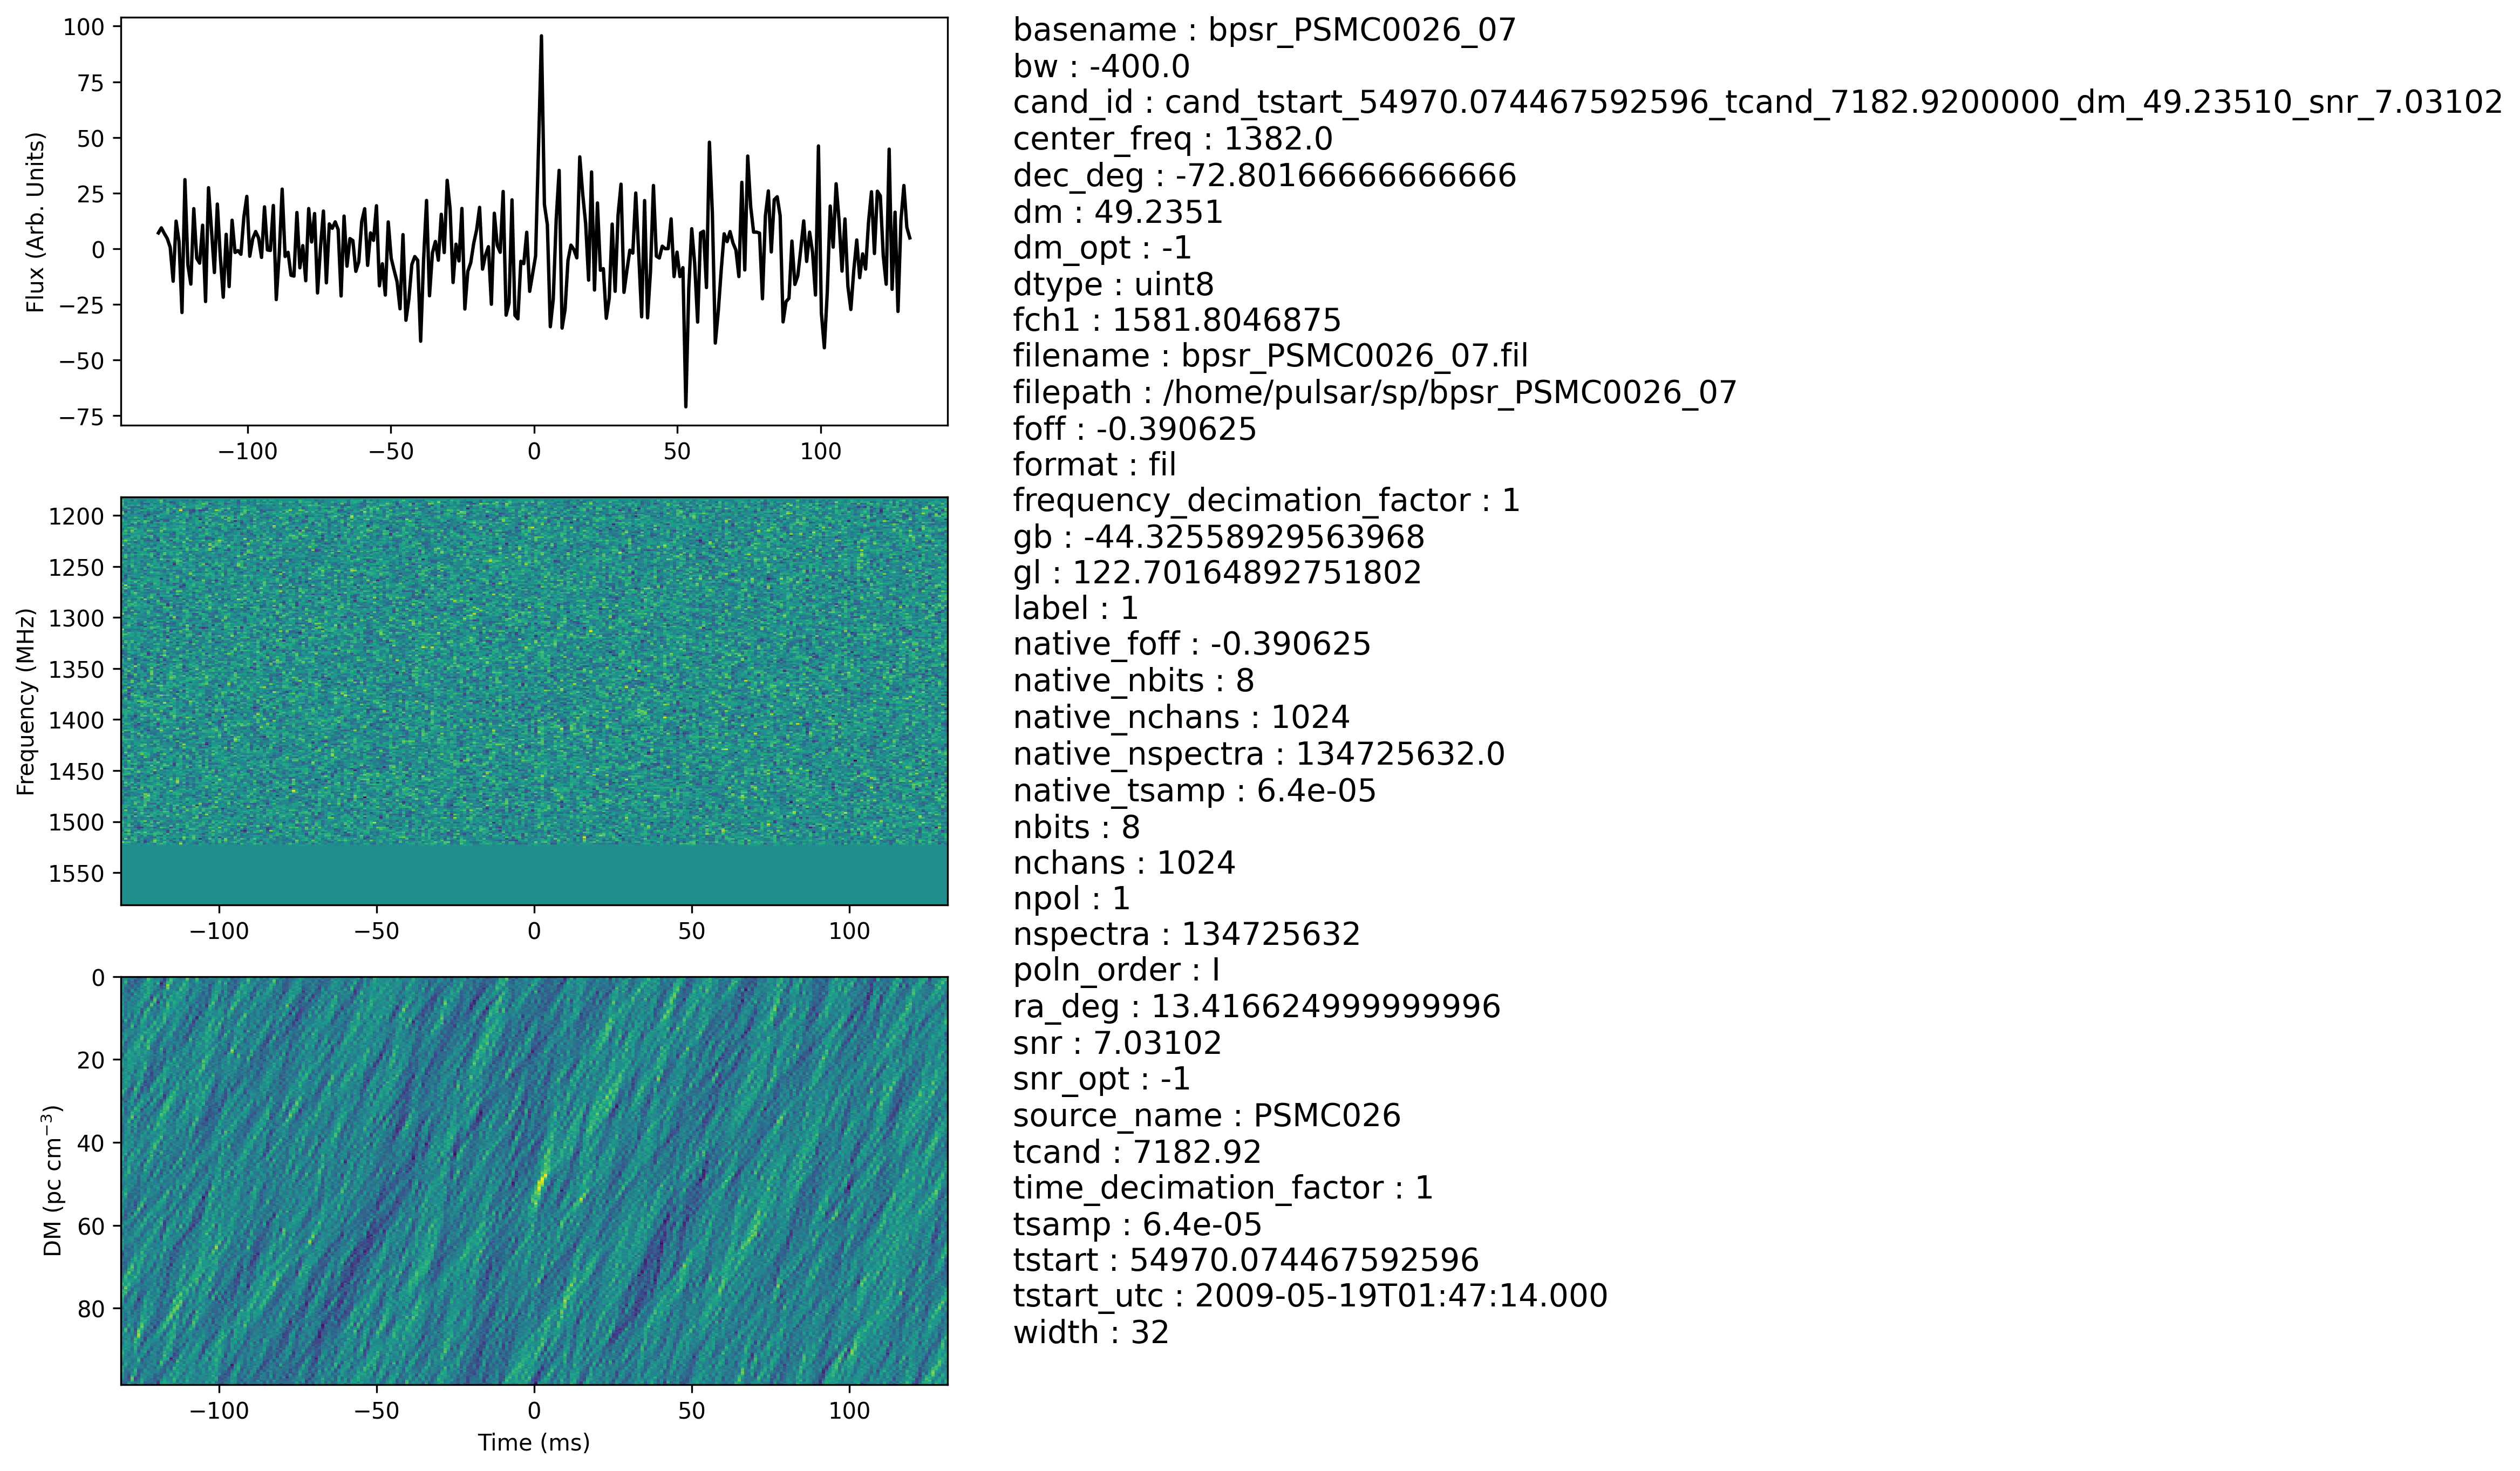 100
75
50
25
0
−25
−50
−75
Flux (Arb. Units)
−100
−50
0
50
100
1200
1250
1300
1350
1400
1450
1500
1550
Frequency (MHz)
−100
−50
0
50
100
0
20
40
60
80
DM (pc cm⁻³)
−100
−50
0
50
100
Time (ms)
basename : bpsr_PSMC0026_07
bw : -400.0
cand_id : cand_tstart_54970.074467592596_tcand_7182.9200000_dm_49.23510_snr_7.03102
center_freq : 1382.0
dec_deg : -72.80166666666666
dm : 49.2351
dm_opt : -1
dtype : uint8
fch1 : 1581.8046875
filename : bpsr_PSMC0026_07.fil
filepath : /home/pulsar/sp/bpsr_PSMC0026_07
foff : -0.390625
format : fil
frequency_decimation_factor : 1
gb : -44.32558929563968
gl : 122.70164892751802
label : 1
native_foff : -0.390625
native_nbits : 8
native_nchans : 1024
native_nspectra : 134725632.0
native_tsamp : 6.4e-05
nbits : 8
nchans : 1024
npol : 1
nspectra : 134725632
poln_order : I
ra_deg : 13.416624999999996
snr : 7.03102
snr_opt : -1
source_name : PSMC026
tcand : 7182.92
time_decimation_factor : 1
tsamp : 6.4e-05
tstart : 54970.074467592596
tstart_utc : 2009-05-19T01:47:14.000
width : 32